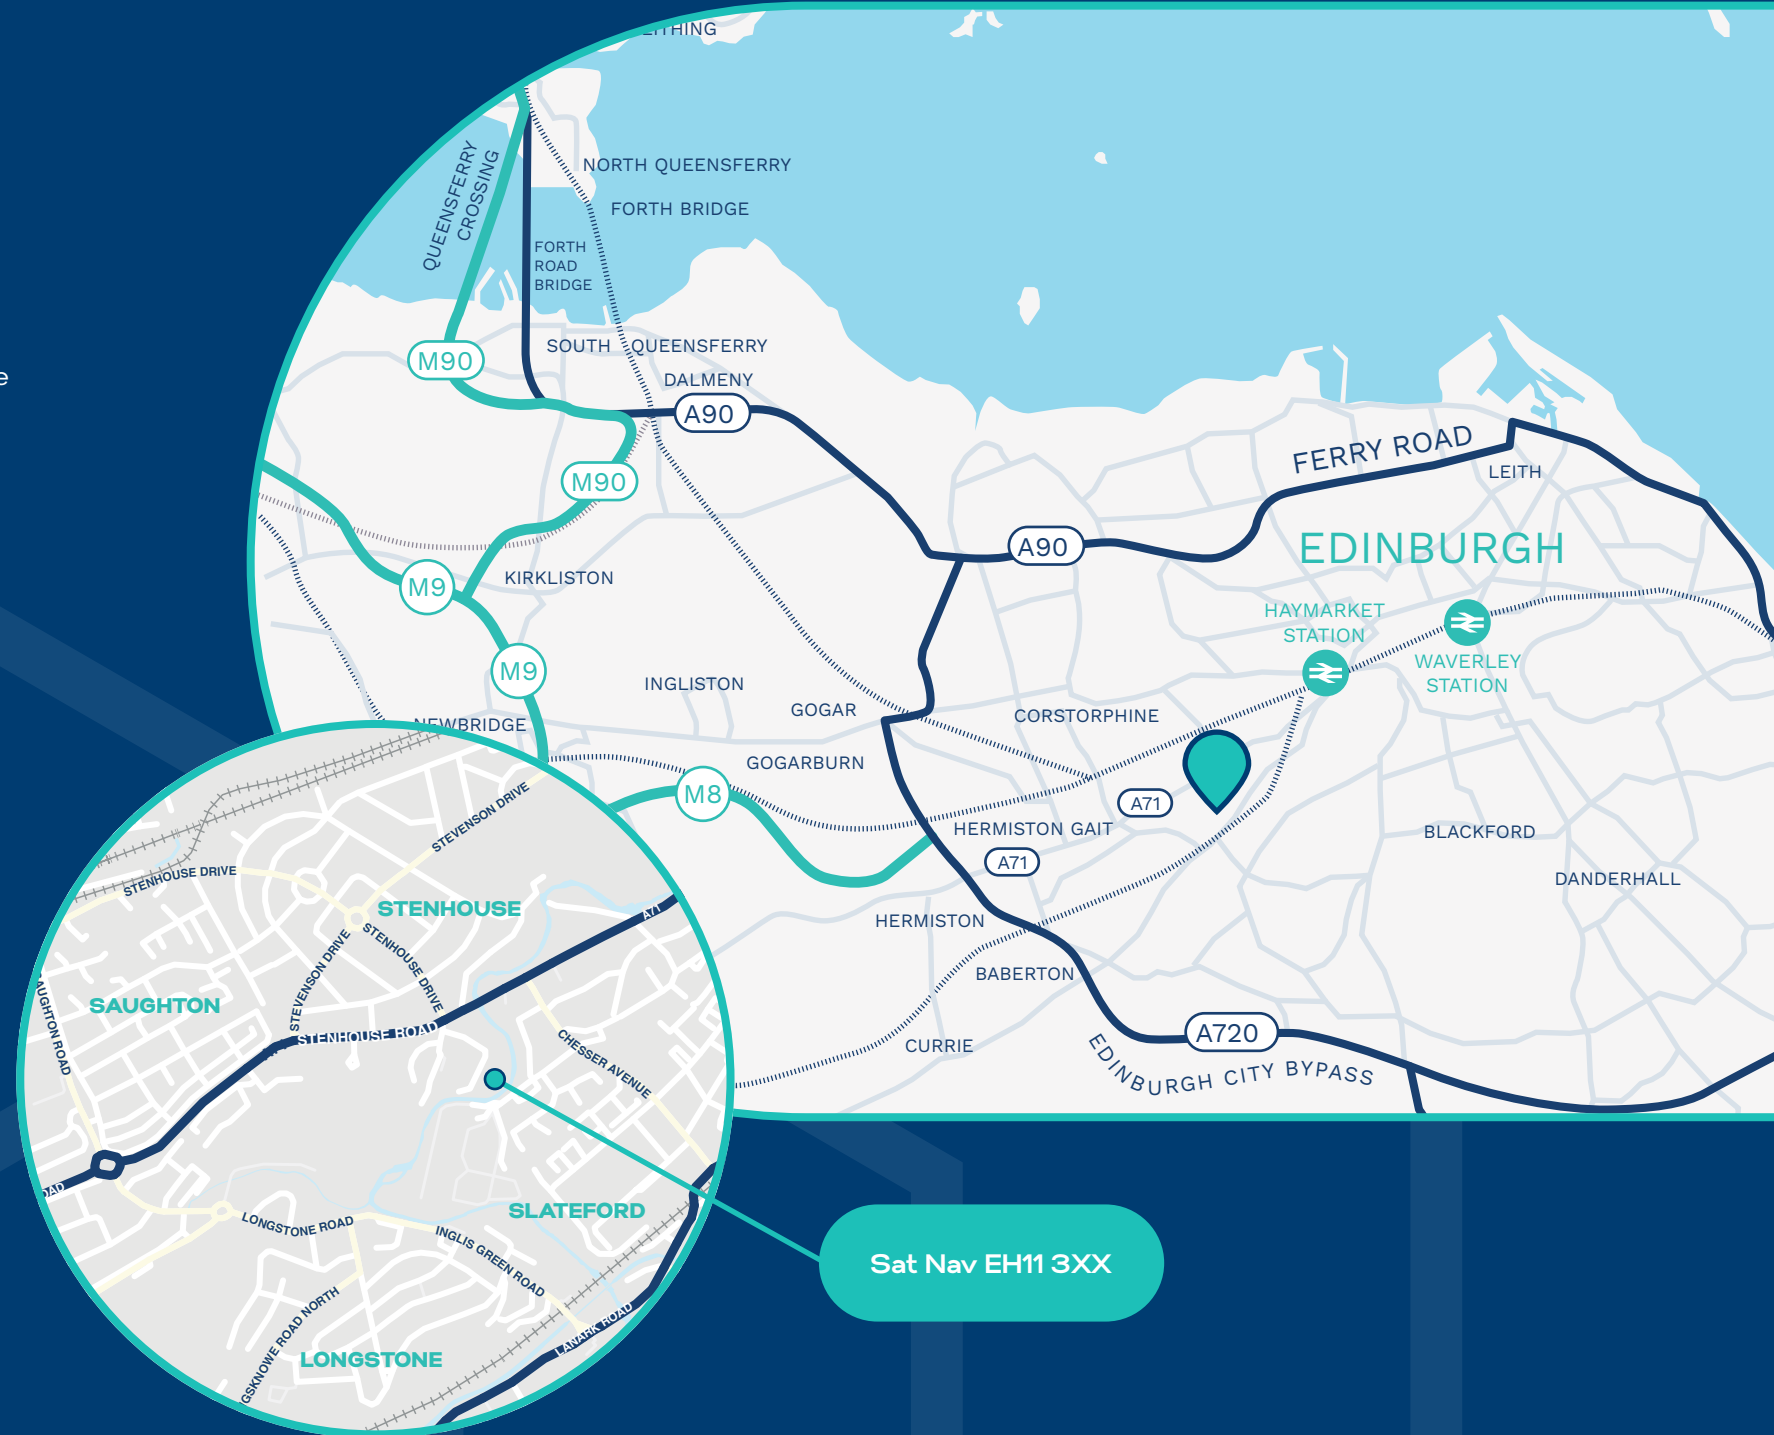 NORTH QUEENSFERRY
QUEENSFERRY
CROSSING
FORTH BRIDGE
FORTH
ROAD
BRIDGE
SOUTH QUEENSFERRY
M90
DALMENY
A90
FERRY ROAD
LEITH
M90
A90
EDINBURGH
KIRKLISTON
M9
HAYMARKET
STATION
WAVERLEY
STATION
M9
INGLISTON
GOGAR
CORSTORPHINE
NEWBRIDGE
GOGARBURN
M8
A71
HERMISTON GAIT
BLACKFORD
A71
DANDERHALL
HERMISTON
BABERTON
A720
CURRIE
EDINBURGH CITY BYPASS
STEVENSON DRIVE
STENHOUSE DRIVE
STENHOUSE
A71
STEVENSON DRIVE
STENHOUSE DRIVE
SAUGHTON
STENHOUSE ROAD
CHESSER AVENUE
SLATEFORD
LONGSTONE ROAD
INGLIS GREEN ROAD
Sat Nav EH11 3XX
LANARK ROAD
LONGSTONE
ROAD NORTH